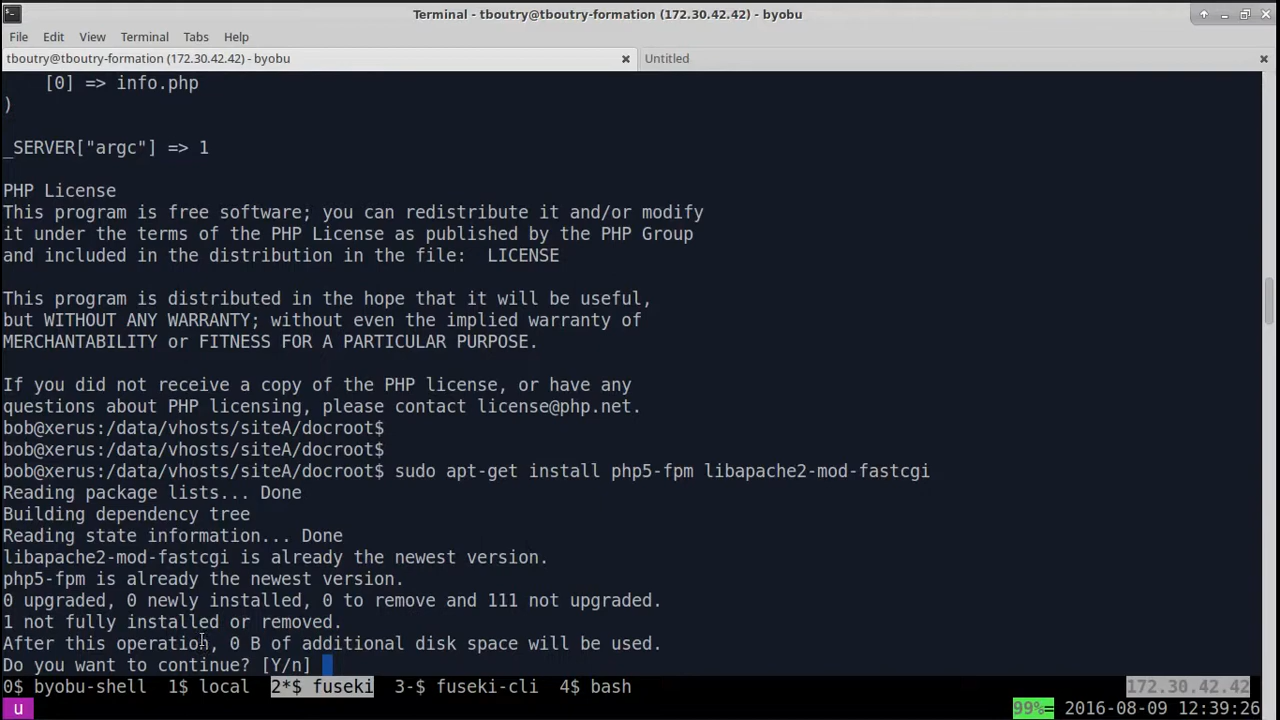 Terminal - tboutry@tboutry-formation (172.30.42.42) - byobu
File Edit View Terminal Tabs Help
tboutry@tboutry-formation (172.30.42.42) - byobu Untitled
[0] => info.php
)
_SERVER["argc"] => 1
PHP License
This program is free software; you can redistribute it and/or modify
it under the terms of the PHP License as published by the PHP Group
and included in the distribution in the file:  LICENSE
This program is distributed in the hope that it will be useful,
but WITHOUT ANY WARRANTY; without even the implied warranty of
MERCHANTABILITY or FITNESS FOR A PARTICULAR PURPOSE.
If you did not receive a copy of the PHP license, or have any
questions about PHP licensing, please contact license@php.net.
bob@xerus:/data/vhosts/siteA/docroot$
bob@xerus:/data/vhosts/siteA/docroot$
bob@xerus:/data/vhosts/siteA/docroot$ sudo apt-get install php5-fpm libapache2-mod-fastcgi
Reading package lists... Done
Building dependency tree
Reading state information... Done
libapache2-mod-fastcgi is already the newest version.
php5-fpm is already the newest version.
0 upgraded, 0 newly installed, 0 to remove and 111 not upgraded.
1 not fully installed or removed.
After this operation, 0 B of additional disk space will be used.
Do you want to continue? [Y/n]
0$ byobu-shell 1$ local 2*$ fuseki 3-$ fuseki-cli 4$ bash 172.30.42.42
u 99%= 2016-08-09 12:39:26